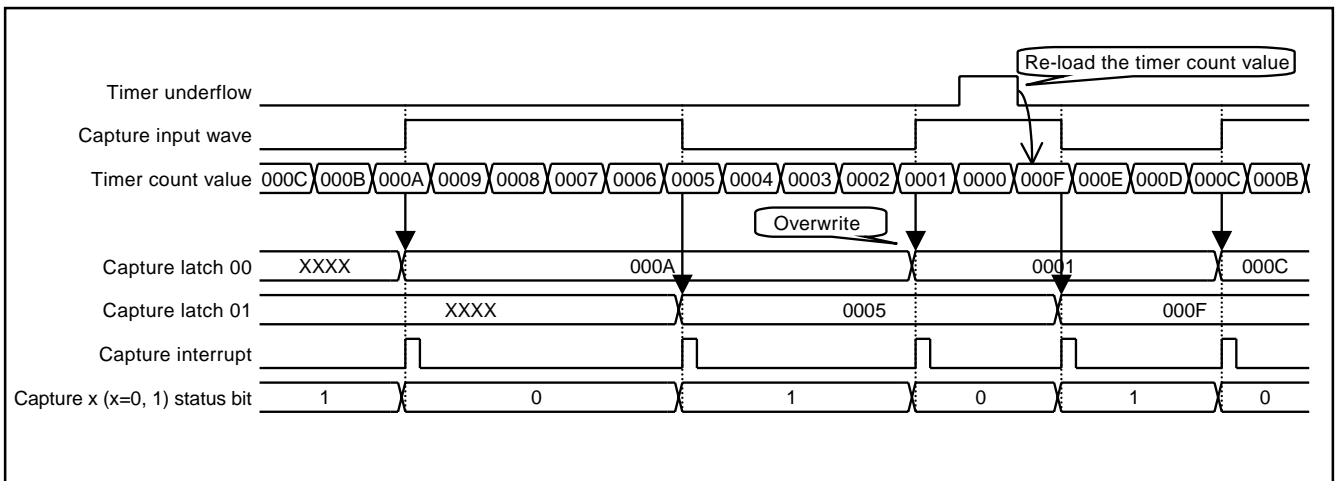 Re-load the timer count value
Timer underflow
Capture input wave
Timer count value 000C 000B 000A 0009 0008 0007 0006 0005 0004 0003 0002 0001 0000 000F 000E 000D 000C 000B
Overwrite
Capture latch 00 XXXX 000A 0001 000C
Capture latch 01 XXXX 0005 000F
Capture interrupt
Capture x (x=0, 1) status bit 1 0 1 0 1 0